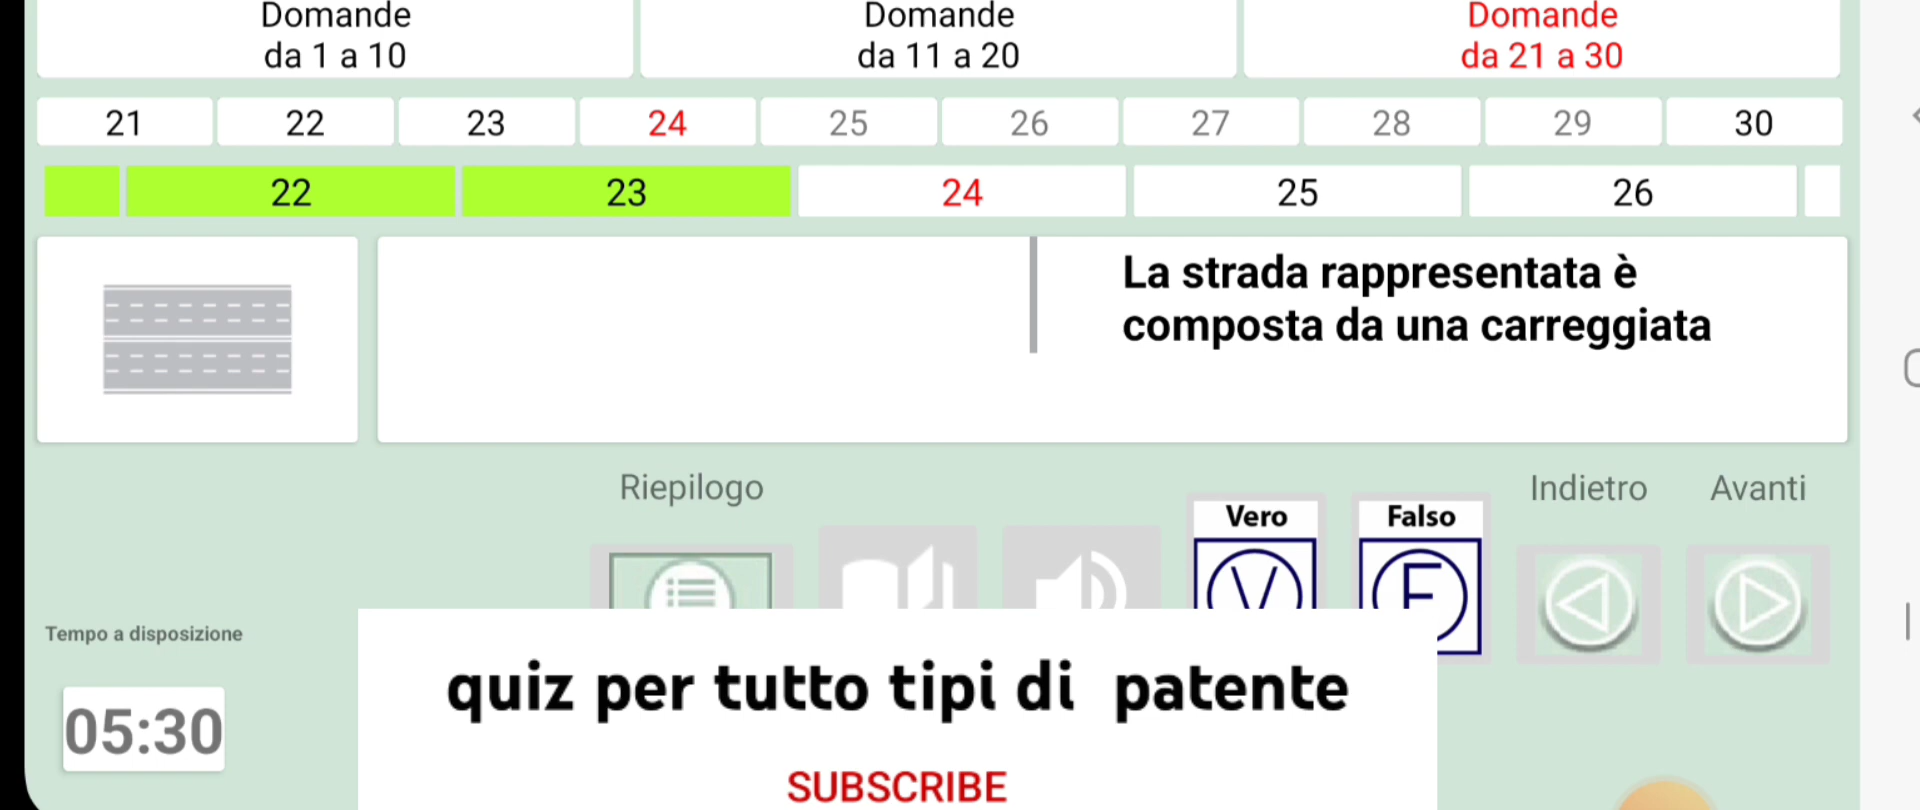 Domande
da 1 a 10
Domande
da 11 a 20
Domande
da 21 a 30
21 22 23 24 25 26 27 28 29 30
22 23 24 25 26
La strada rappresentata è
composta da una carreggiata
Riepilogo
Vero
Falso
Indietro
Avanti
V
F
Tempo a disposizione
05:30
quiz per tutto tipi di patente
SUBSCRIBE